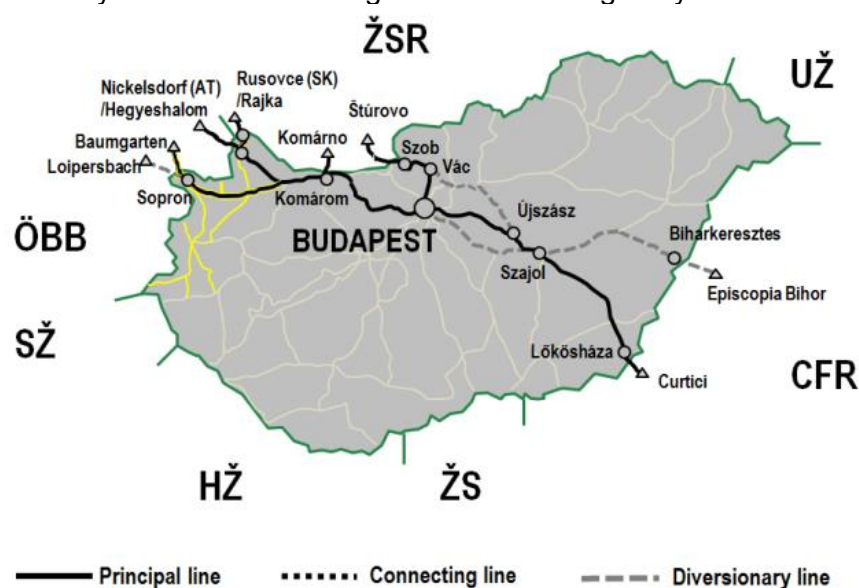 ŽSR
UŽ
Nickelsdorf (AT)
/Hegyeshalom
Rusovce (SK)
/Rajka
Štúrovo
Baumgarten
Komárno
Szob
Loipersbach
Vác
Sopron
Komárom
Újszász
ÖBB
BUDAPEST
Biharkeresztes
Szajol
Episcopia Bihor
SŽ
Lőkösháza
Curtici
CFR
HŽ
ŽS
Principal line
Connecting line
Diversionary line